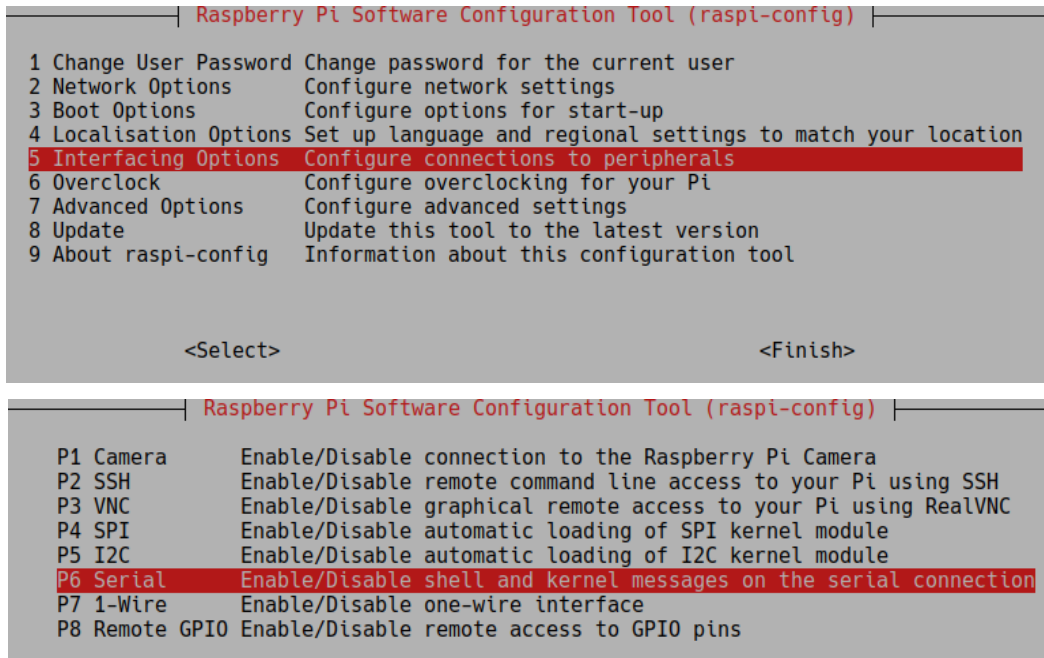 Raspberry Pi Software Configuration Tool (raspi-config)
1 Change User Password Change password for the current user
2 Network Options Configure network settings
3 Boot Options Configure options for start-up
4 Localisation Options Set up language and regional settings to match your location
5 Interfacing Options Configure connections to peripherals
6 Overclock Configure overclocking for your Pi
7 Advanced Options Configure advanced settings
8 Update Update this tool to the latest version
9 About raspi-config Information about this configuration tool
<Select> <Finish>
Raspberry Pi Software Configuration Tool (raspi-config)
P1 Camera Enable/Disable connection to the Raspberry Pi Camera
P2 SSH Enable/Disable remote command line access to your Pi using SSH
P3 VNC Enable/Disable graphical remote access to your Pi using RealVNC
P4 SPI Enable/Disable automatic loading of SPI kernel module
P5 I2C Enable/Disable automatic loading of I2C kernel module
P6 Serial Enable/Disable shell and kernel messages on the serial connection
P7 1-Wire Enable/Disable one-wire interface
P8 Remote GPIO Enable/Disable remote access to GPIO pins